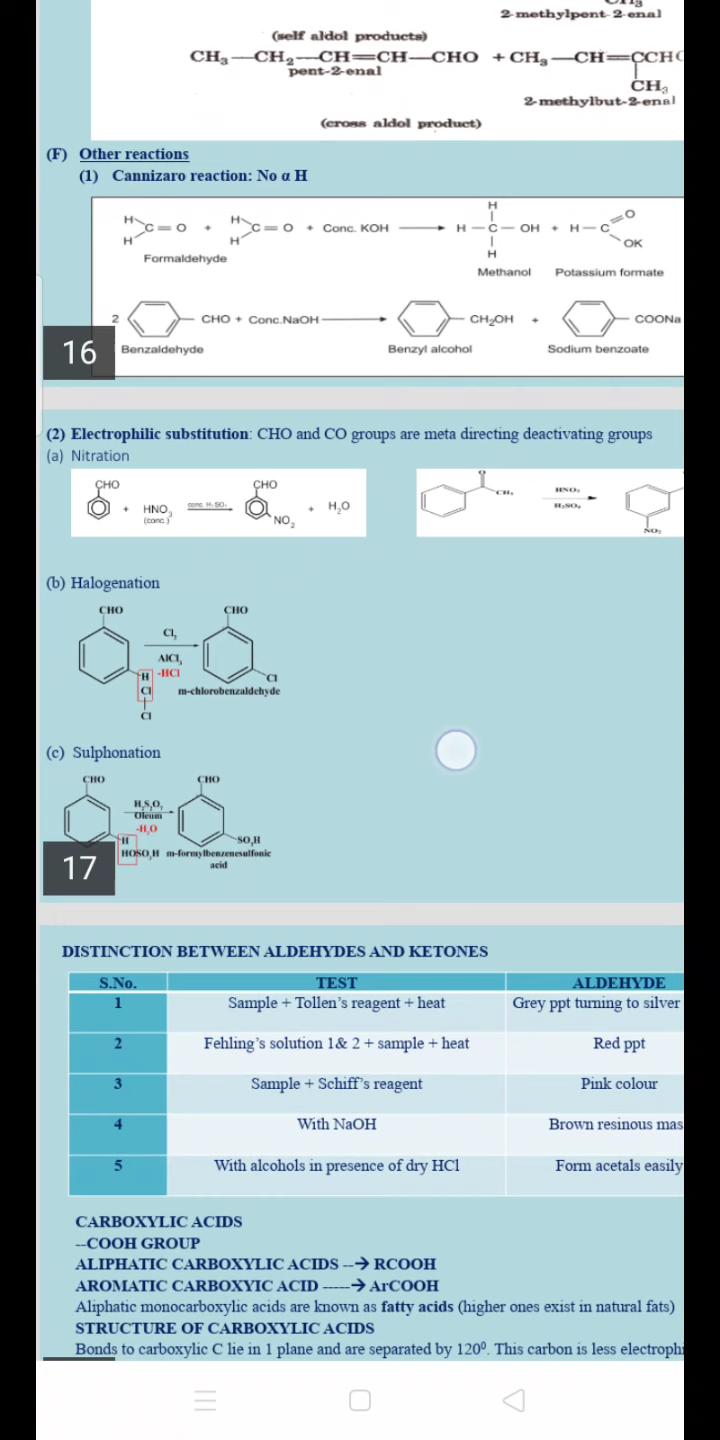 CH3
2-methylpent-2-enal
(self aldol products)
CH₃—CH₂—CH=CH—CHO + CH₃—CH=CCHO
pent-2-enal
CH₃
2-methylbut-2-enal
(cross aldol product)
(F) Other reactions
(1) Cannizaro reaction: No α H
H H H O
C=O + C=O + Conc. KOH → H—C—OH + H—C
H H H OK
Formaldehyde
Methanol Potassium formate
2 CHO + Conc.NaOH → CH₂OH + COONa
16
Benzaldehyde Benzyl alcohol Sodium benzoate
(2) Electrophilic substitution: CHO and CO groups are meta directing deactivating groups
(a) Nitration
CHO CHO O
+ HNO₃ conc. H₂SO₄ + H₂O CH₃ HNO₃
(conc.) NO₂ H₂SO₄
NO₂
(b) Halogenation
CHO CHO
Cl₂
AlCl₃
H -HCl Cl
Cl m-chlorobenzaldehyde
Cl
(c) Sulphonation
CHO CHO
H₂S₂O₇
Oleum
-H₂O
H SO₃H
HOSO₃H m-formylbenzenesulfonic
acid
17
DISTINCTION BETWEEN ALDEHYDES AND KETONES
S.No. TEST ALDEHYDE
1 Sample + Tollen's reagent + heat Grey ppt turning to silver
2 Fehling's solution 1& 2 + sample + heat Red ppt
3 Sample + Schiff's reagent Pink colour
4 With NaOH Brown resinous mas
5 With alcohols in presence of dry HCl Form acetals easily
CARBOXYLIC ACIDS
--COOH GROUP
ALIPHATIC CARBOXYLIC ACIDS --→ RCOOH
AROMATIC CARBOXYIC ACID -----→ ArCOOH
Aliphatic monocarboxylic acids are known as fatty acids (higher ones exist in natural fats)
STRUCTURE OF CARBOXYLIC ACIDS
Bonds to carboxylic C lie in 1 plane and are separated by 120⁰. This carbon is less electrophi